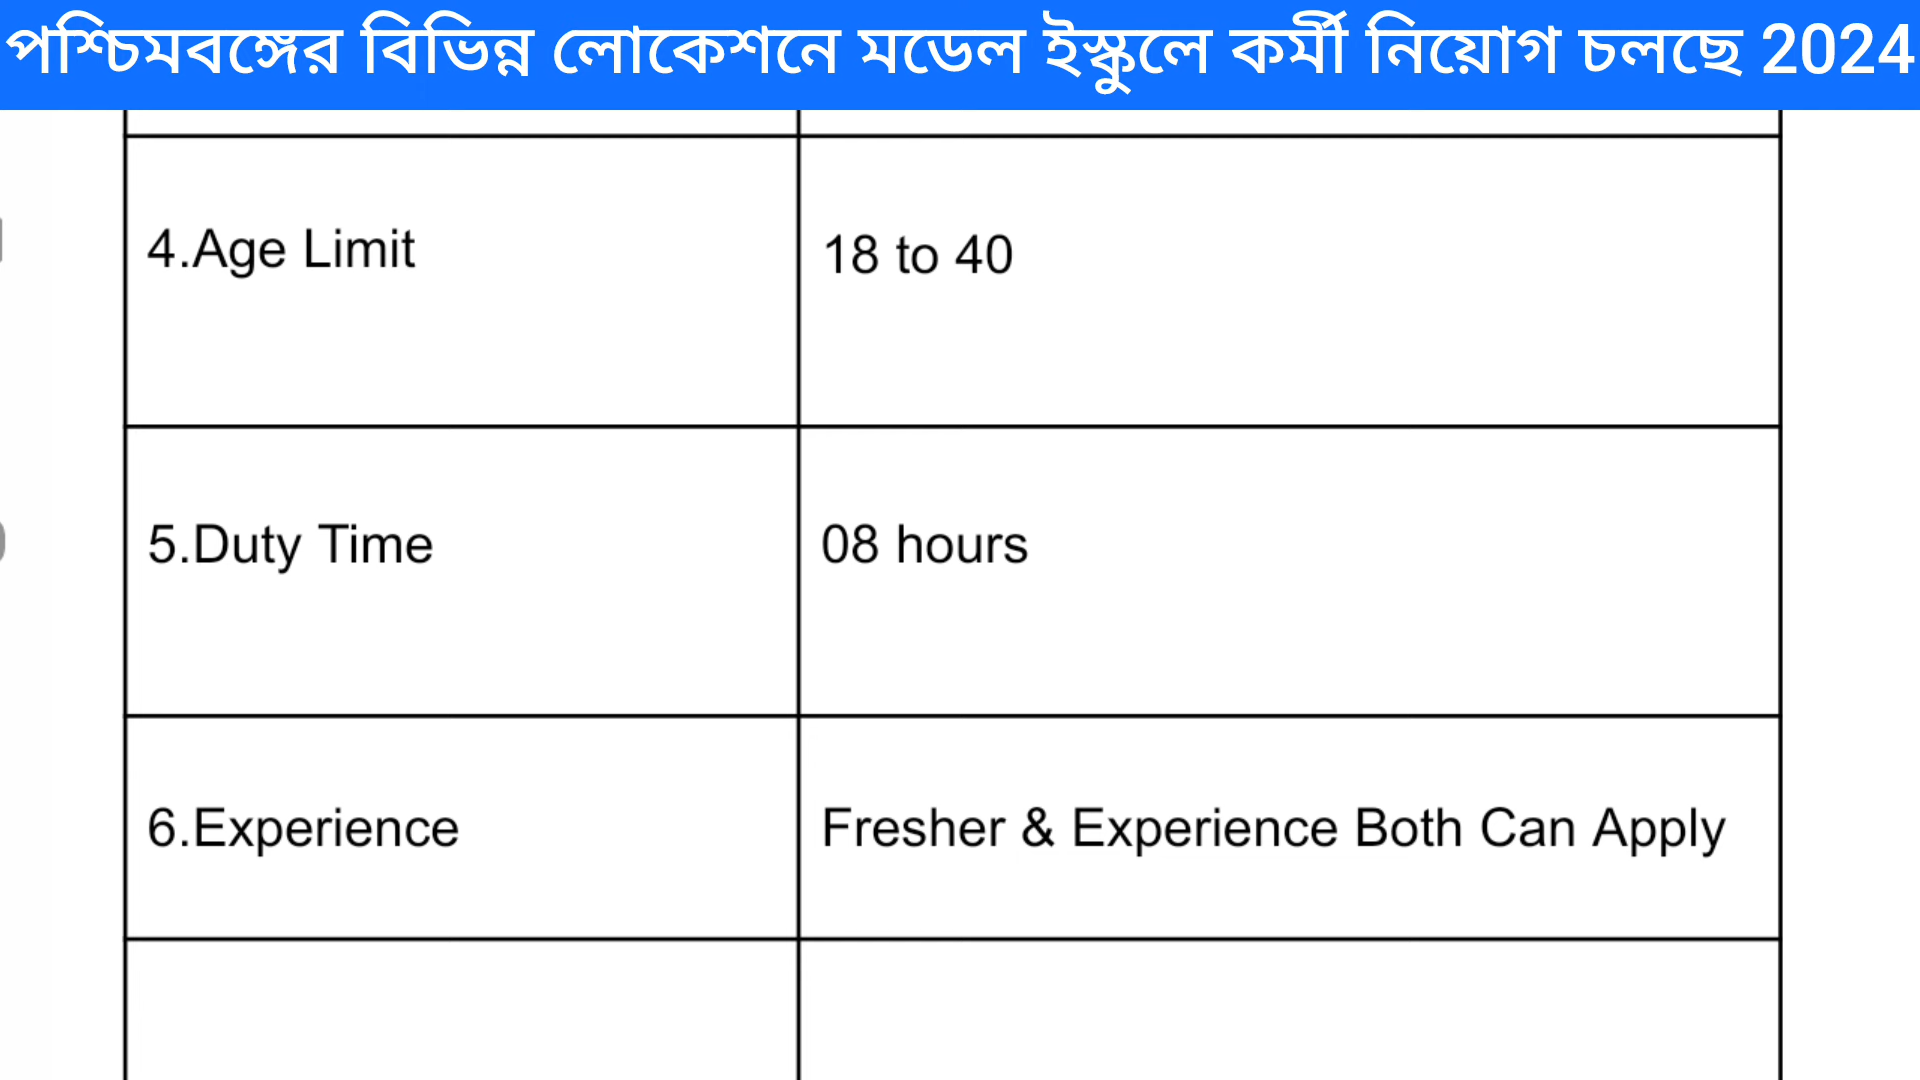 পশ্চিমবঙ্গের বিভিন্ন লোকেশনে মডেল ইস্কুলে কর্মী নিয়োগ চলছে 2024
4.Age Limit 18 to 40
5.Duty Time 08 hours
6.Experience Fresher & Experience Both Can Apply